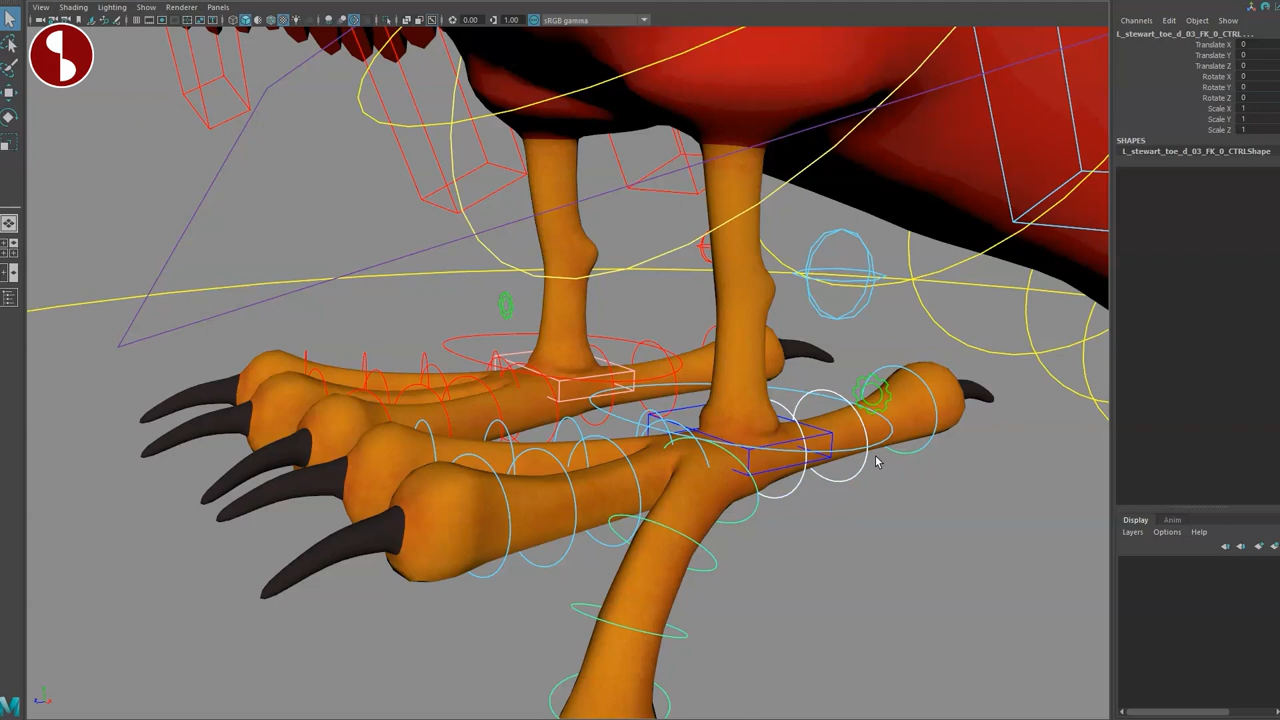 View Shading Lighting Show Renderer Panels
0.00 1.00 sRGB gamma
Channels Edit Object Show
L_stewart_toe_d_03_FK_0_CTRL...
Translate X 0
Translate Y 0
Translate Z 0
Rotate X 0
Rotate Y 0
Rotate Z 0
Scale X 1
Scale Y 1
Scale Z 1
SHAPES
L_stewart_toe_d_03_FK_0_CTRLShape
Display Anim
Layers Options Help